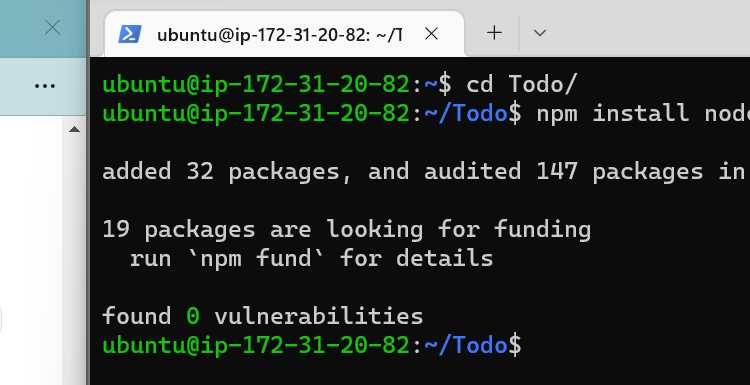 ubuntu@ip-172-31-20-82: ~/T
ubuntu@ip-172-31-20-82:~$ cd Todo/
ubuntu@ip-172-31-20-82:~/Todo$ npm install node
added 32 packages, and audited 147 packages in
19 packages are looking for funding
run `npm fund` for details
found 0 vulnerabilities
ubuntu@ip-172-31-20-82:~/Todo$